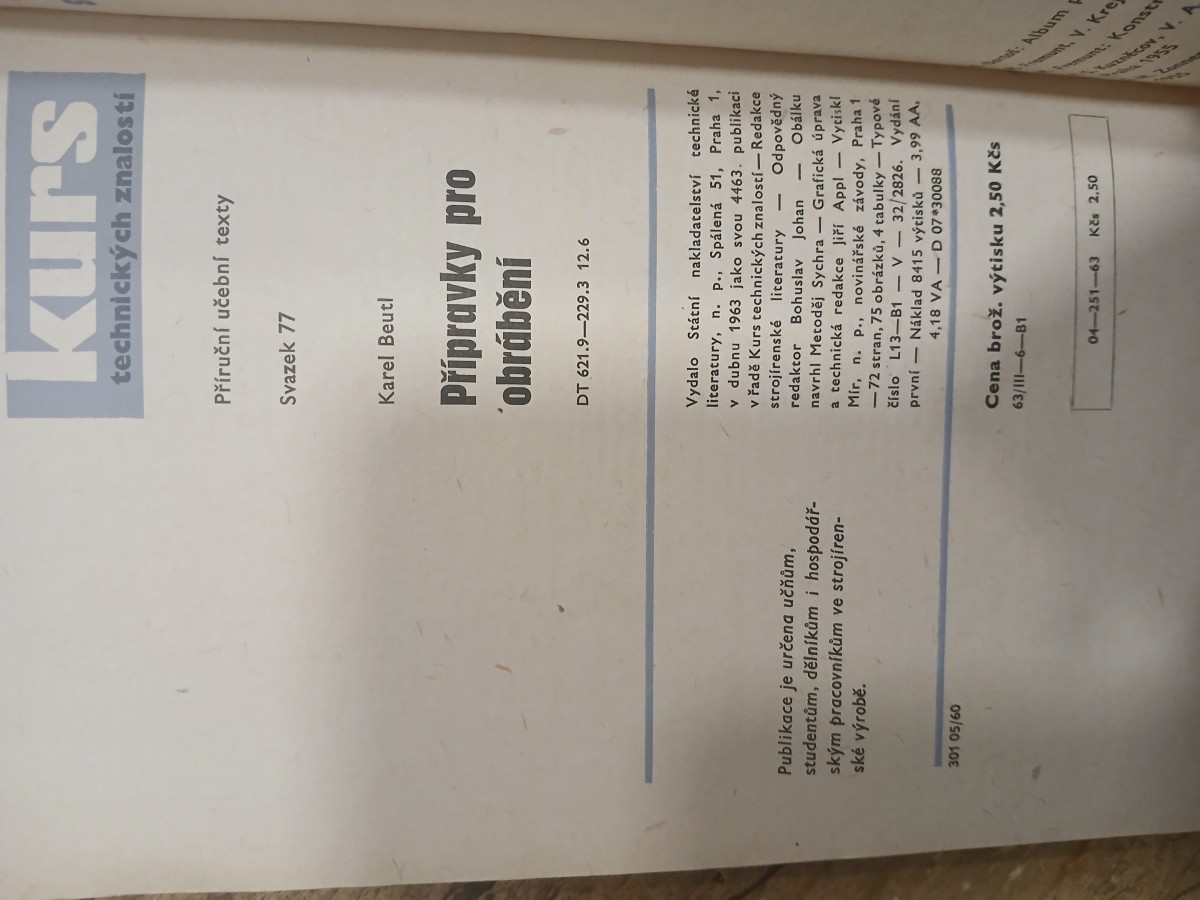 kurs
technických znalostí
Příruční učební texty
Svazek 77
Karel Beutl
Přípravky pro
obrábění
DT 621.9—229.3 12.6
Publikace je určena učňům,
studentům, dělníkům i hospodář-
ským pracovníkům ve strojíren-
ské výrobě.
Vydalo Státní nakladatelství technické
literatury, n. p., Spálená 51, Praha 1,
v dubnu 1963 jako svou 4463. publikaci
v řadě Kurs technických znalostí — Redakce
strojírenské literatury — Odpovědný
redaktor Bohuslav Johan — Obálku
navrhl Metoděj Sychra — Grafická úprava
a technická redakce Jiří Appl — Vytiskl
Mír, n. p., novinářské závody, Praha 1
— 72 stran, 75 obrázků, 4 tabulky — Typové
číslo L13—B1 — V — 32/2826. Vydání
první — Náklad 8415 výtisků — 3,99 AA,
4,18 VA — D 07*30088
301 05/60
Cena brož. výtisku 2,50 Kčs
63/III—6—B1
04—251—63 Kčs 2,50
Album
V. Krej
Konstr
Kuzněcov, V. A
1955